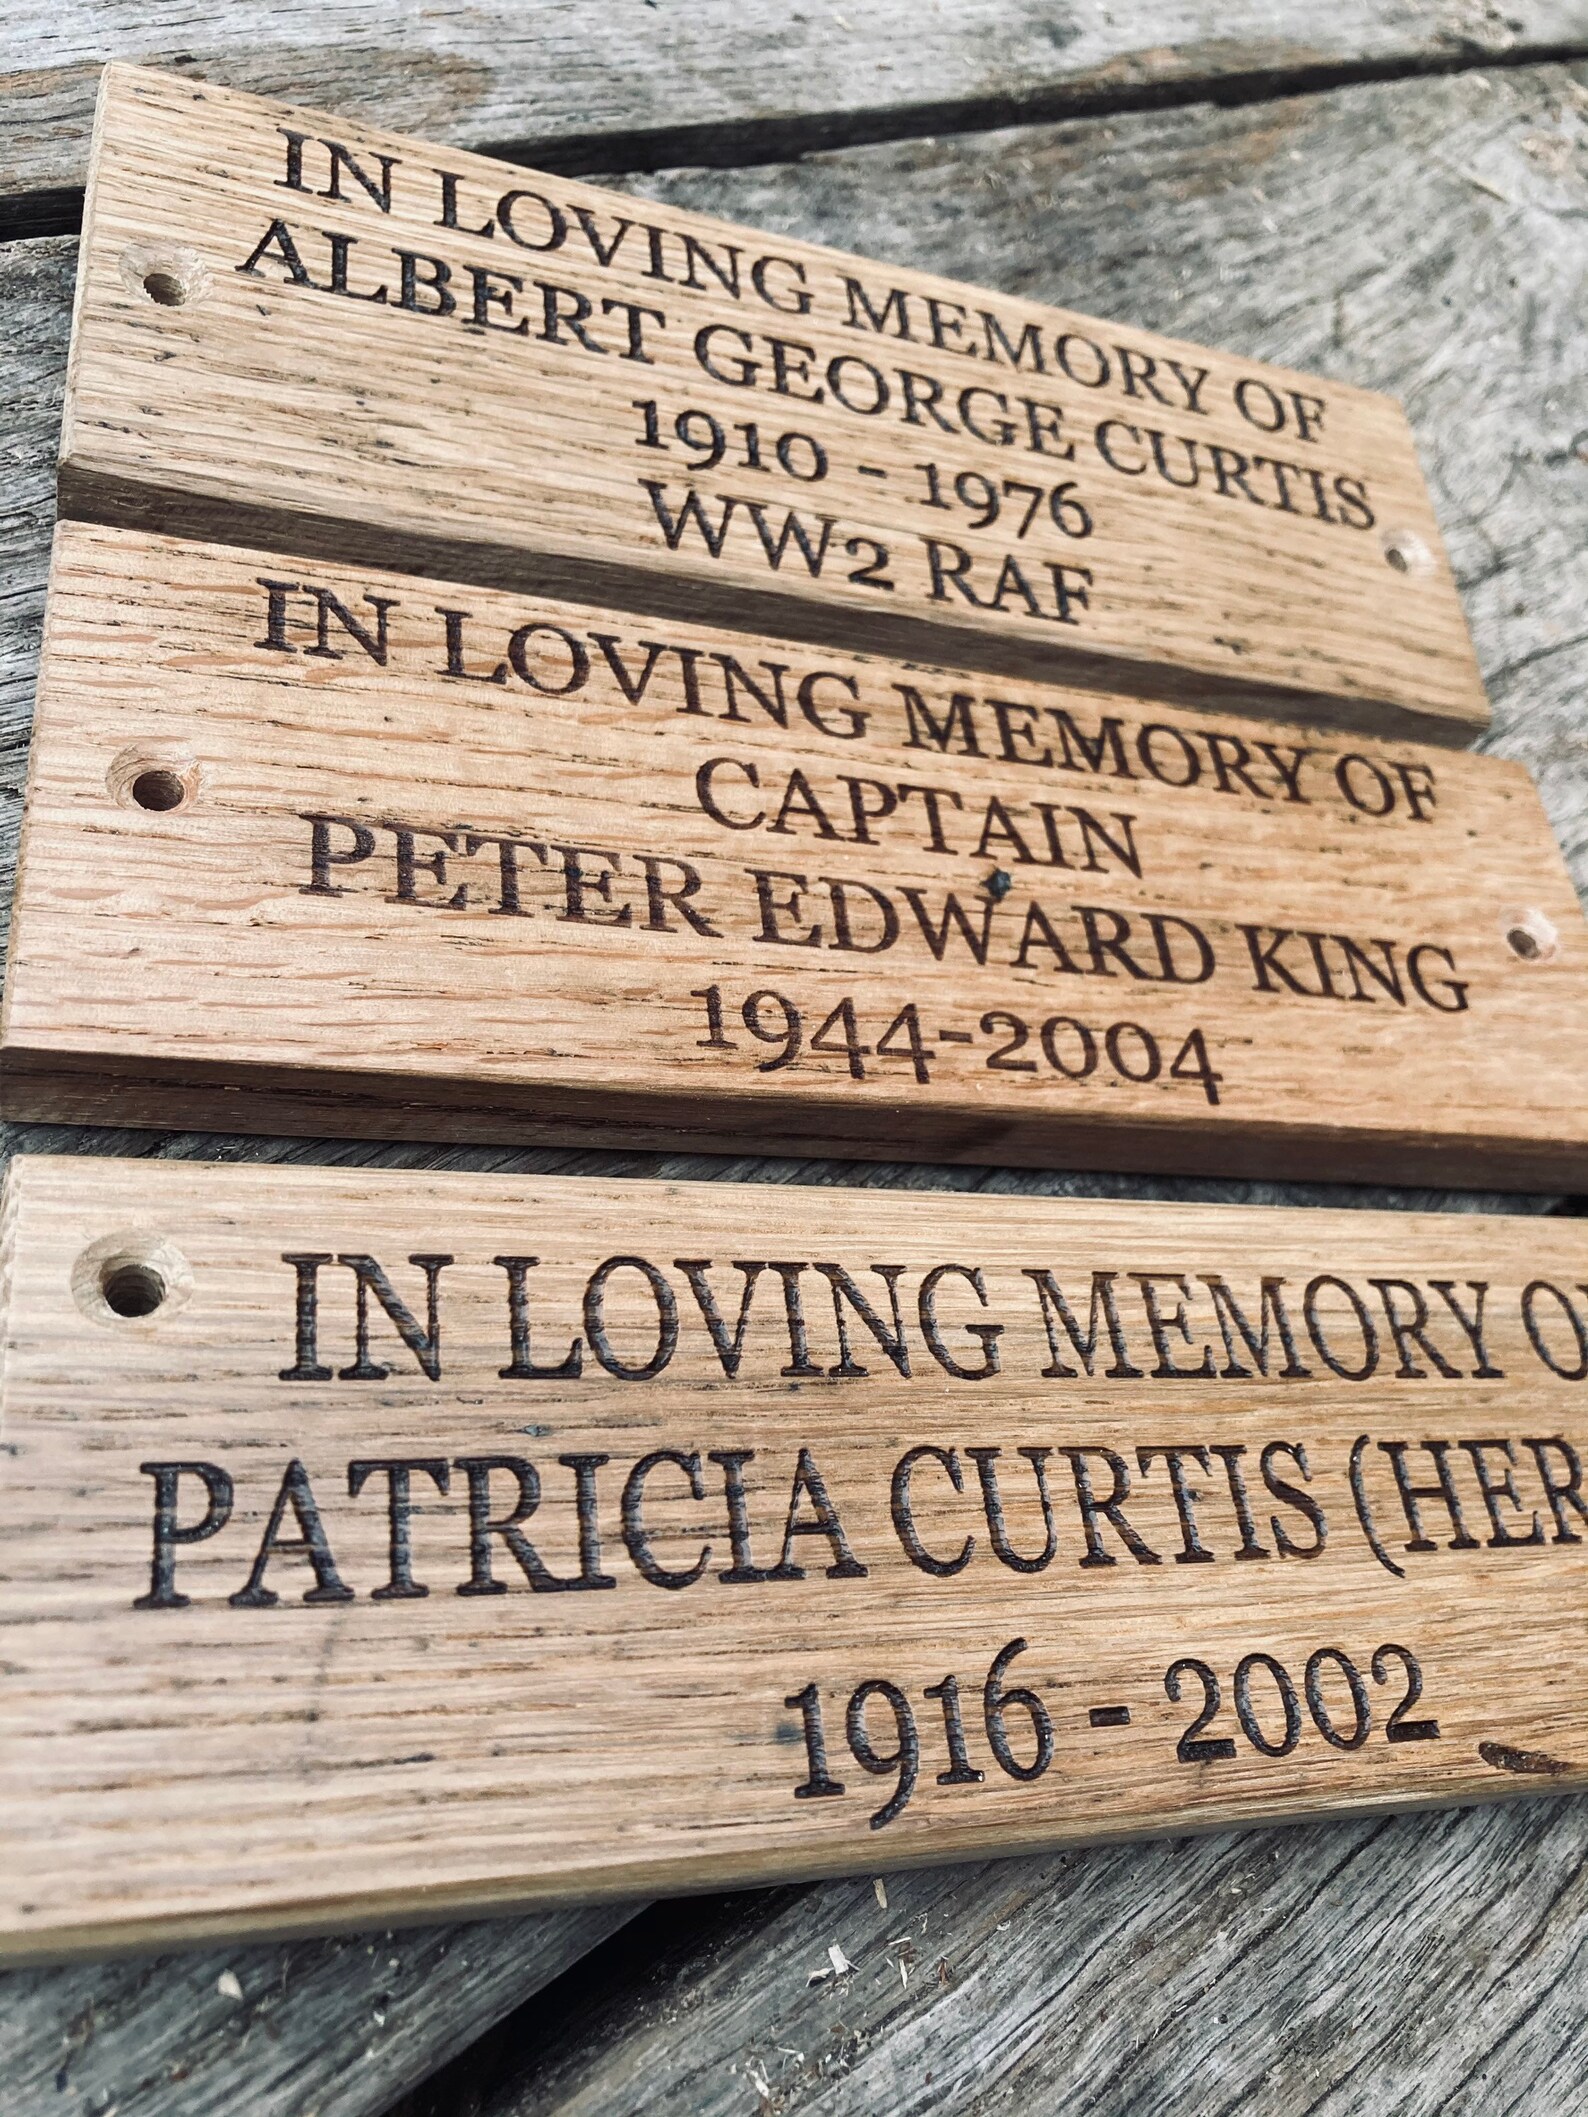 IN LOVING MEMORY OF
ALBERT GEORGE CURTIS
1910 - 1976
WW2 RAF
IN LOVING MEMORY OF
CAPTAIN
PETER EDWARD KING
1944-2004
IN LOVING MEMORY
PATRICIA CURTIS
1916 - 2002